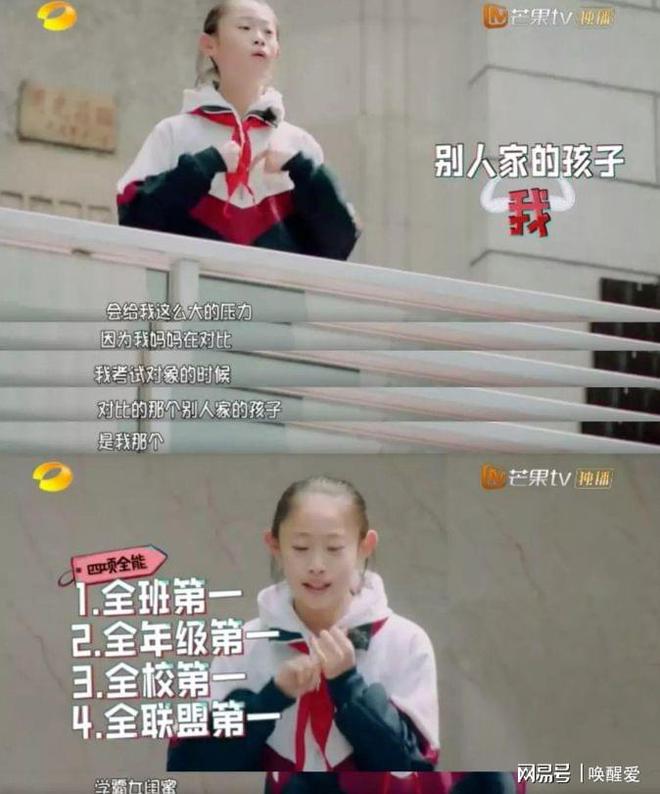 芒果tv 独播
别人家的孩子
我
会给我这么大的压力
因为我妈妈在对比
我考试对象的时候
对比的那个别人家的孩子
是我那个
芒果tv 独播
四项全能
1.全班第一
2.全年级第一
3.全校第一
4.全联盟第一
学霸女闺蜜
网易号 | 唤醒爱